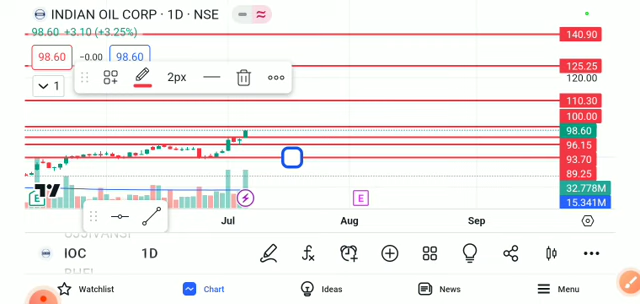 INDIAN OIL CORP · 1D · NSE
98.60 +3.10 (+3.25%)
98.60 −0.00 98.60
2px
1
140.90
125.25
120.00
110.30
100.00
98.60
96.15
93.70
89.25
32.778M
15.341M
E
E
Jul Aug Sep
IOC 1D
Watchlist Chart Ideas News Menu